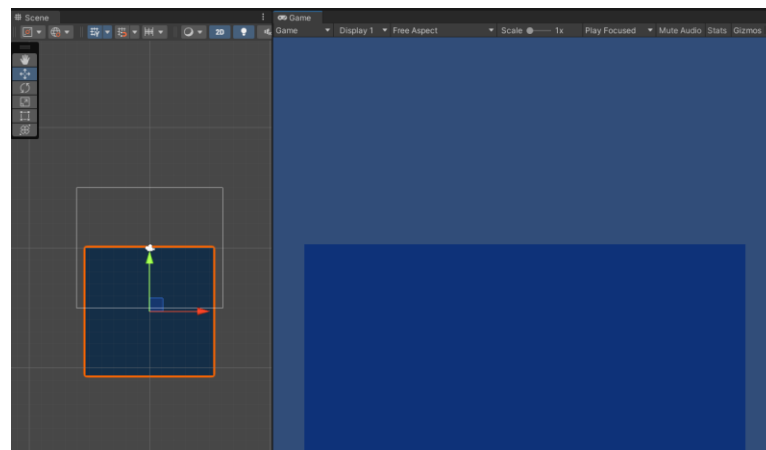 Scene
Game
2D
Game Display 1 Free Aspect Scale 1x Play Focused Mute Audio Stats Gizmos